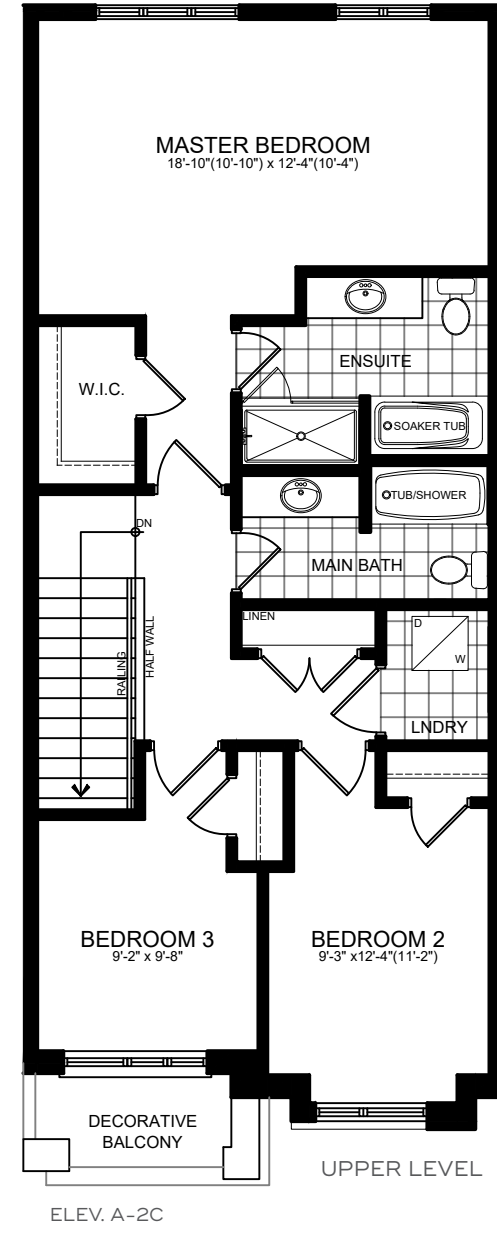 MASTER BEDROOM
18'-10"(10'-10") x 12'-4"(10'-4")
W.I.C.
ENSUITE
SOAKER TUB
TUB/SHOWER
DN
MAIN BATH
LINEN
D
W
RAILING
HALF WALL
LNDRY
BEDROOM 3
9'-2" x 9'-8"
BEDROOM 2
9'-3" x12'-4"(11'-2")
DECORATIVE
BALCONY
UPPER LEVEL
ELEV. A-2C